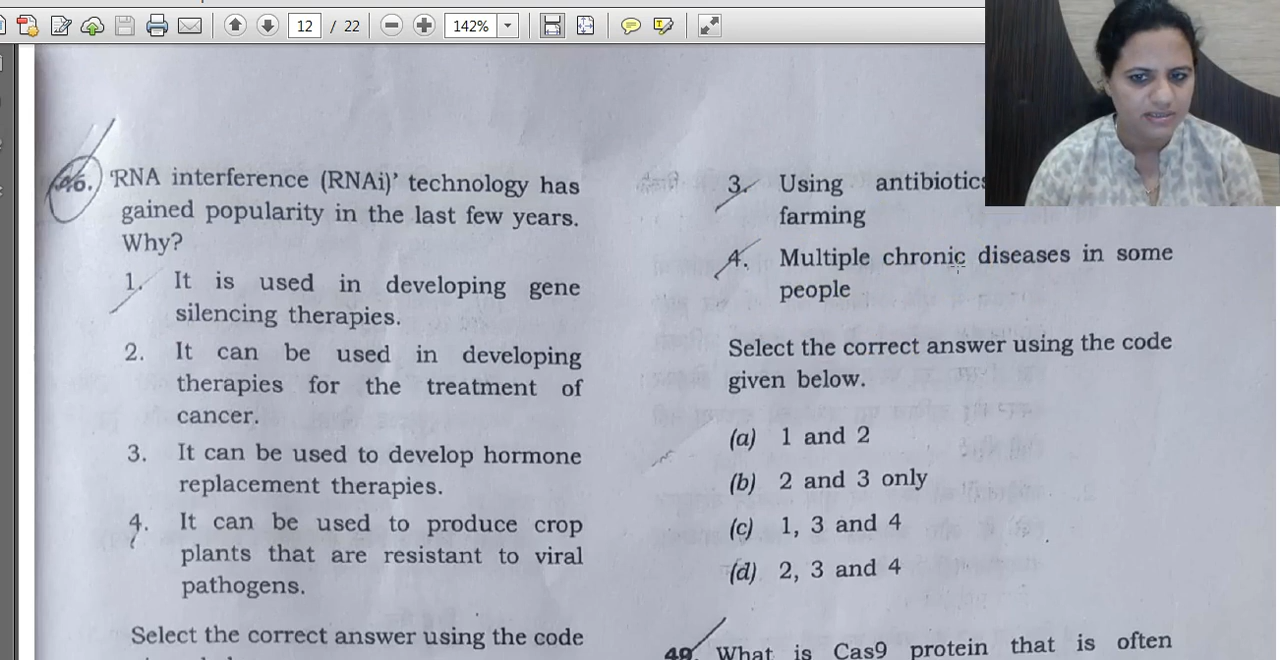 12 / 22
142%
26. 'RNA interference (RNAi)' technology has
gained popularity in the last few years.
Why?
1. It is used in developing gene
silencing therapies.
2. It can be used in developing
therapies for the treatment of
cancer.
3. It can be used to develop hormone
replacement therapies.
4. It can be used to produce crop
plants that are resistant to viral
pathogens.
Select the correct answer using the code
3. Using antibiotics
farming
4. Multiple chronic diseases in some
people
Select the correct answer using the code
given below.
(a) 1 and 2
(b) 2 and 3 only
(c) 1, 3 and 4
(d) 2, 3 and 4
49. What is Cas9 protein that is often